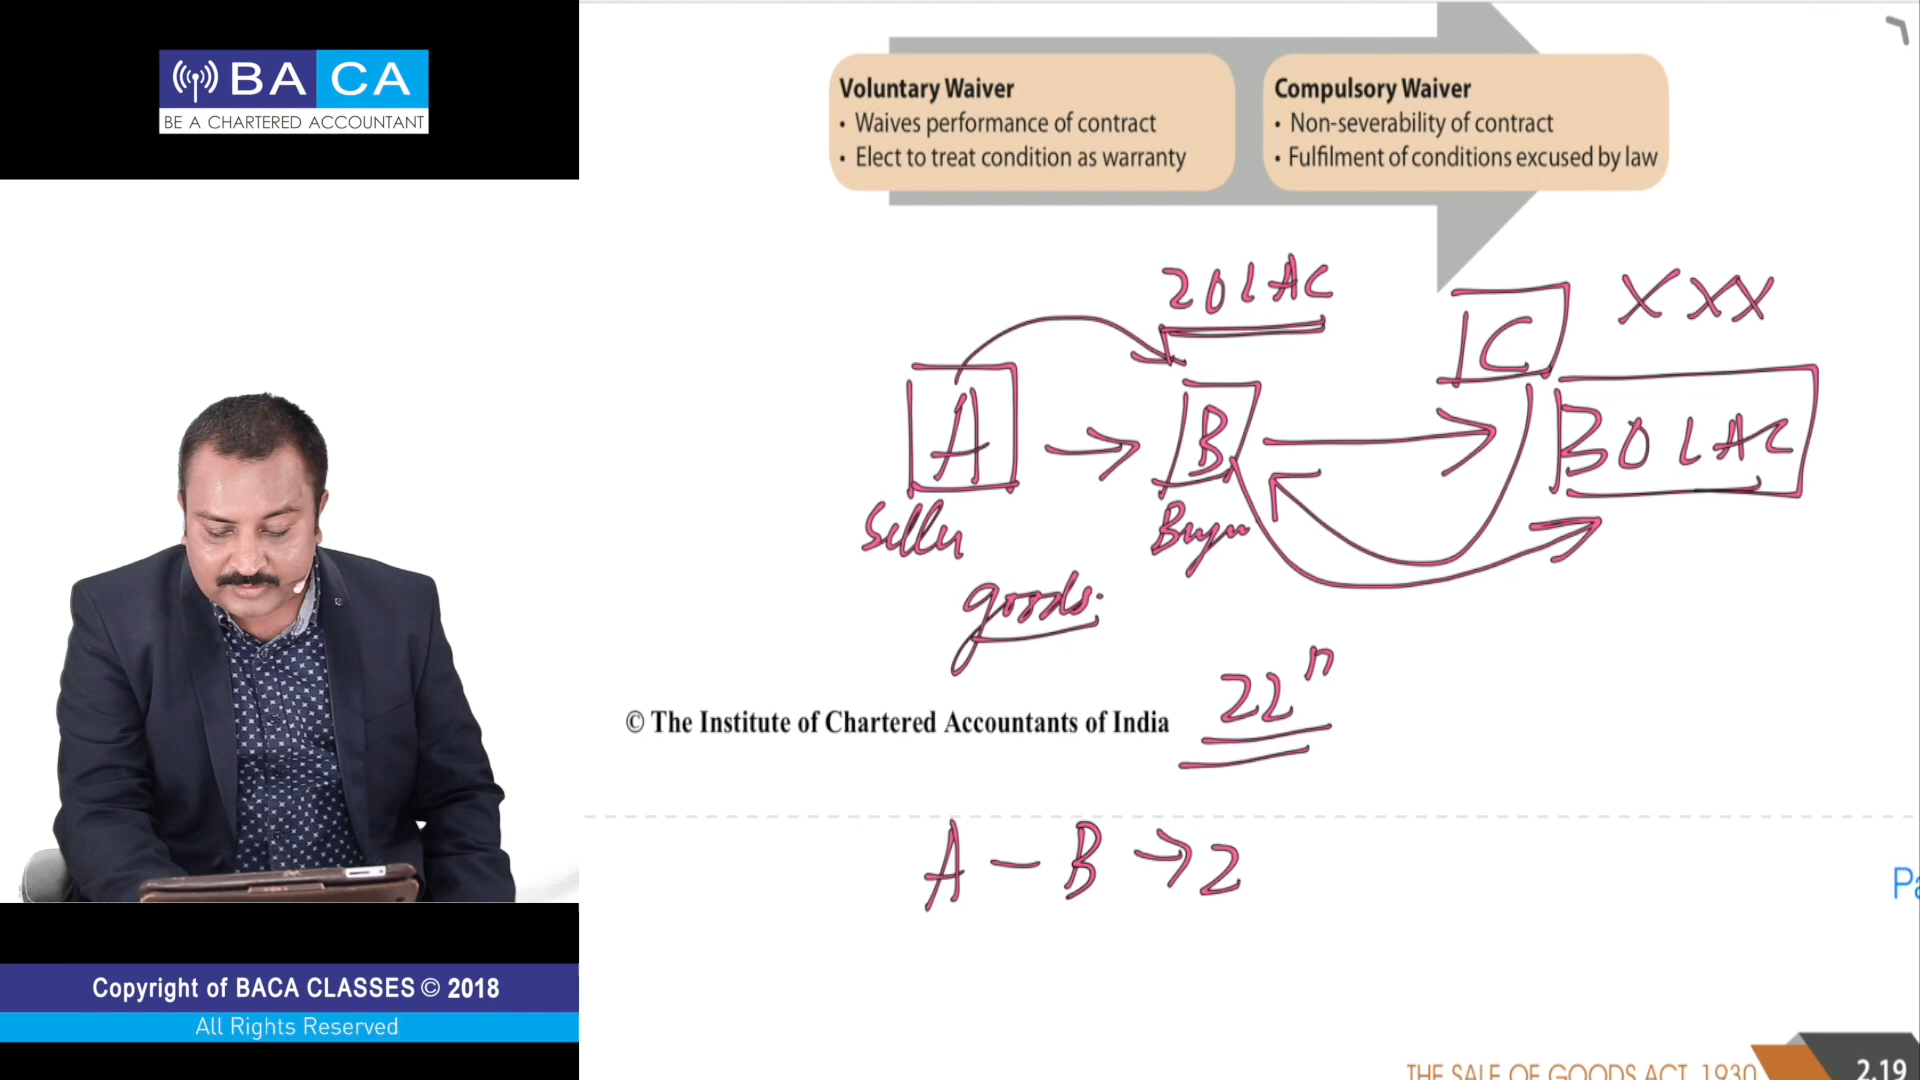 BA CA
BE A CHARTERED ACCOUNTANT
Voluntary Waiver
• Waives performance of contract
• Elect to treat condition as warranty
Compulsory Waiver
• Non-severability of contract
• Fulfilment of conditions excused by law
20 LAC
C
XXX
A
B
30 LAC
Seller
Buyer
goods.
© The Institute of Chartered Accountants of India
22
A - B → 2
Copyright of BACA CLASSES © 2018
All Rights Reserved
THE SALE OF GOODS ACT, 1930
2.19